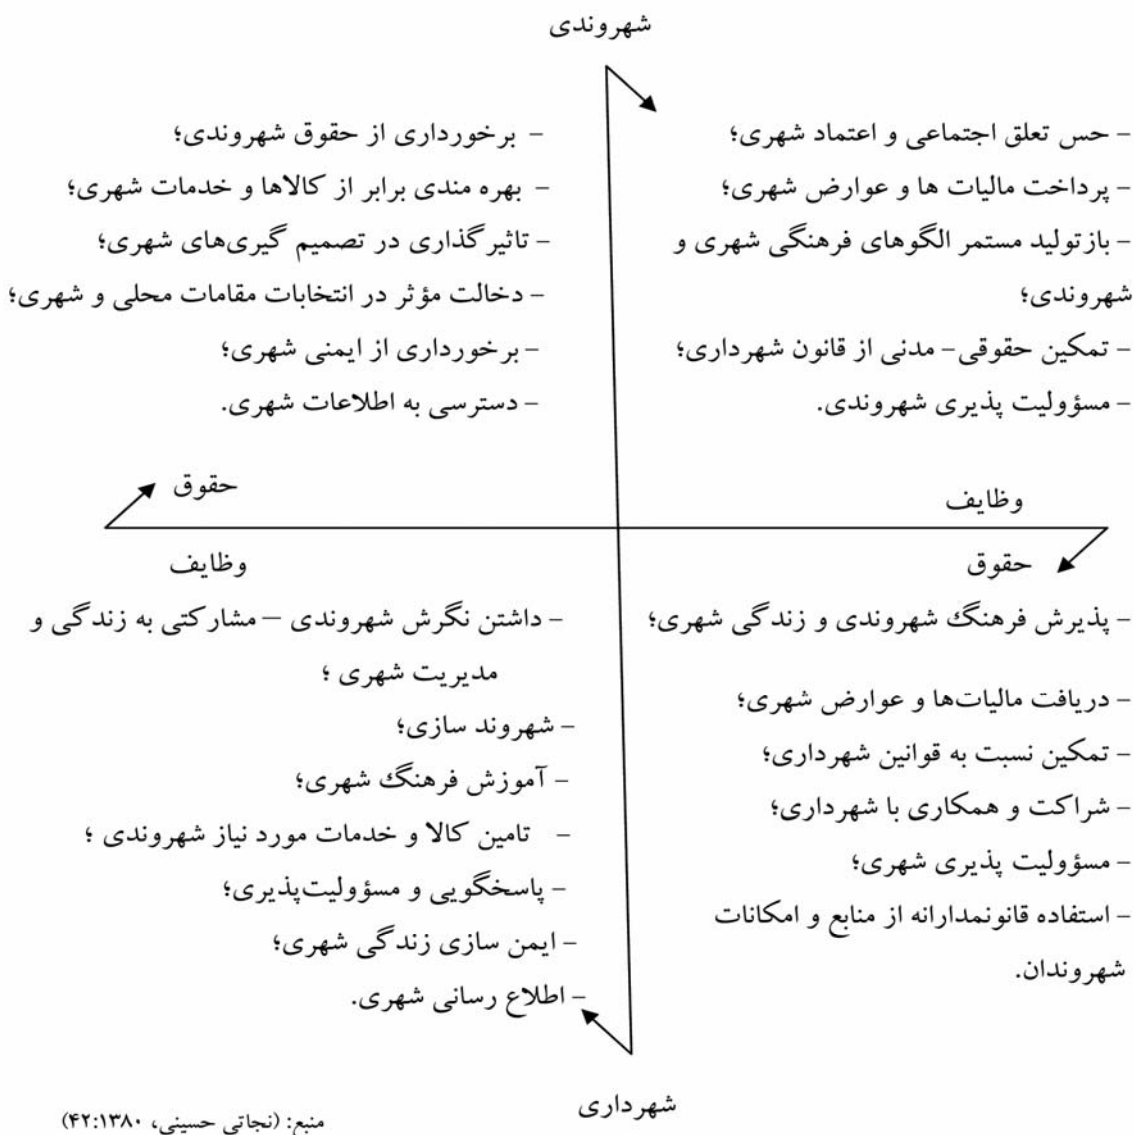 شهروندی
– حس تعلق اجتماعی و اعتماد شهری؛
– پرداخت مالیات ها و عوارض شهری؛
– بازتولید مستمر الگوهای فرهنگی شهری و
شهروندی؛
– تمکین حقوقی– مدنی از قانون شهرداری؛
– مسؤولیت پذیری شهروندی.
– برخورداری از حقوق شهروندی؛
– بهره مندی برابر از کالاها و خدمات شهری؛
– تاثیرگذاری در تصمیم گیری‌های شهری؛
– دخالت مؤثر در انتخابات مقامات محلی و شهری؛
– برخورداری از ایمنی شهری؛
– دسترسی به اطلاعات شهری.
وظایف
حقوق
حقوق
وظایف
– پذیرش فرهنگ شهروندی و زندگی شهری؛
– دریافت مالیات‌ها و عوارض شهری؛
– تمکین نسبت به قوانین شهرداری؛
– شراکت و همکاری با شهرداری؛
– مسؤولیت پذیری شهری؛
– استفاده قانونمدارانه از منابع و امکانات
شهروندان.
– داشتن نگرش شهروندی – مشارکتی به زندگی و
مدیریت شهری ؛
– شهروند سازی؛
– آموزش فرهنگ شهری؛
– تامین کالا و خدمات مورد نیاز شهروندی ؛
– پاسخگویی و مسؤولیت‌پذیری؛
– ایمن سازی زندگی شهری؛
– اطلاع رسانی شهری.
شهرداری
منبع: (نجاتی حسینی، ۴۲:۱۳۸۰)